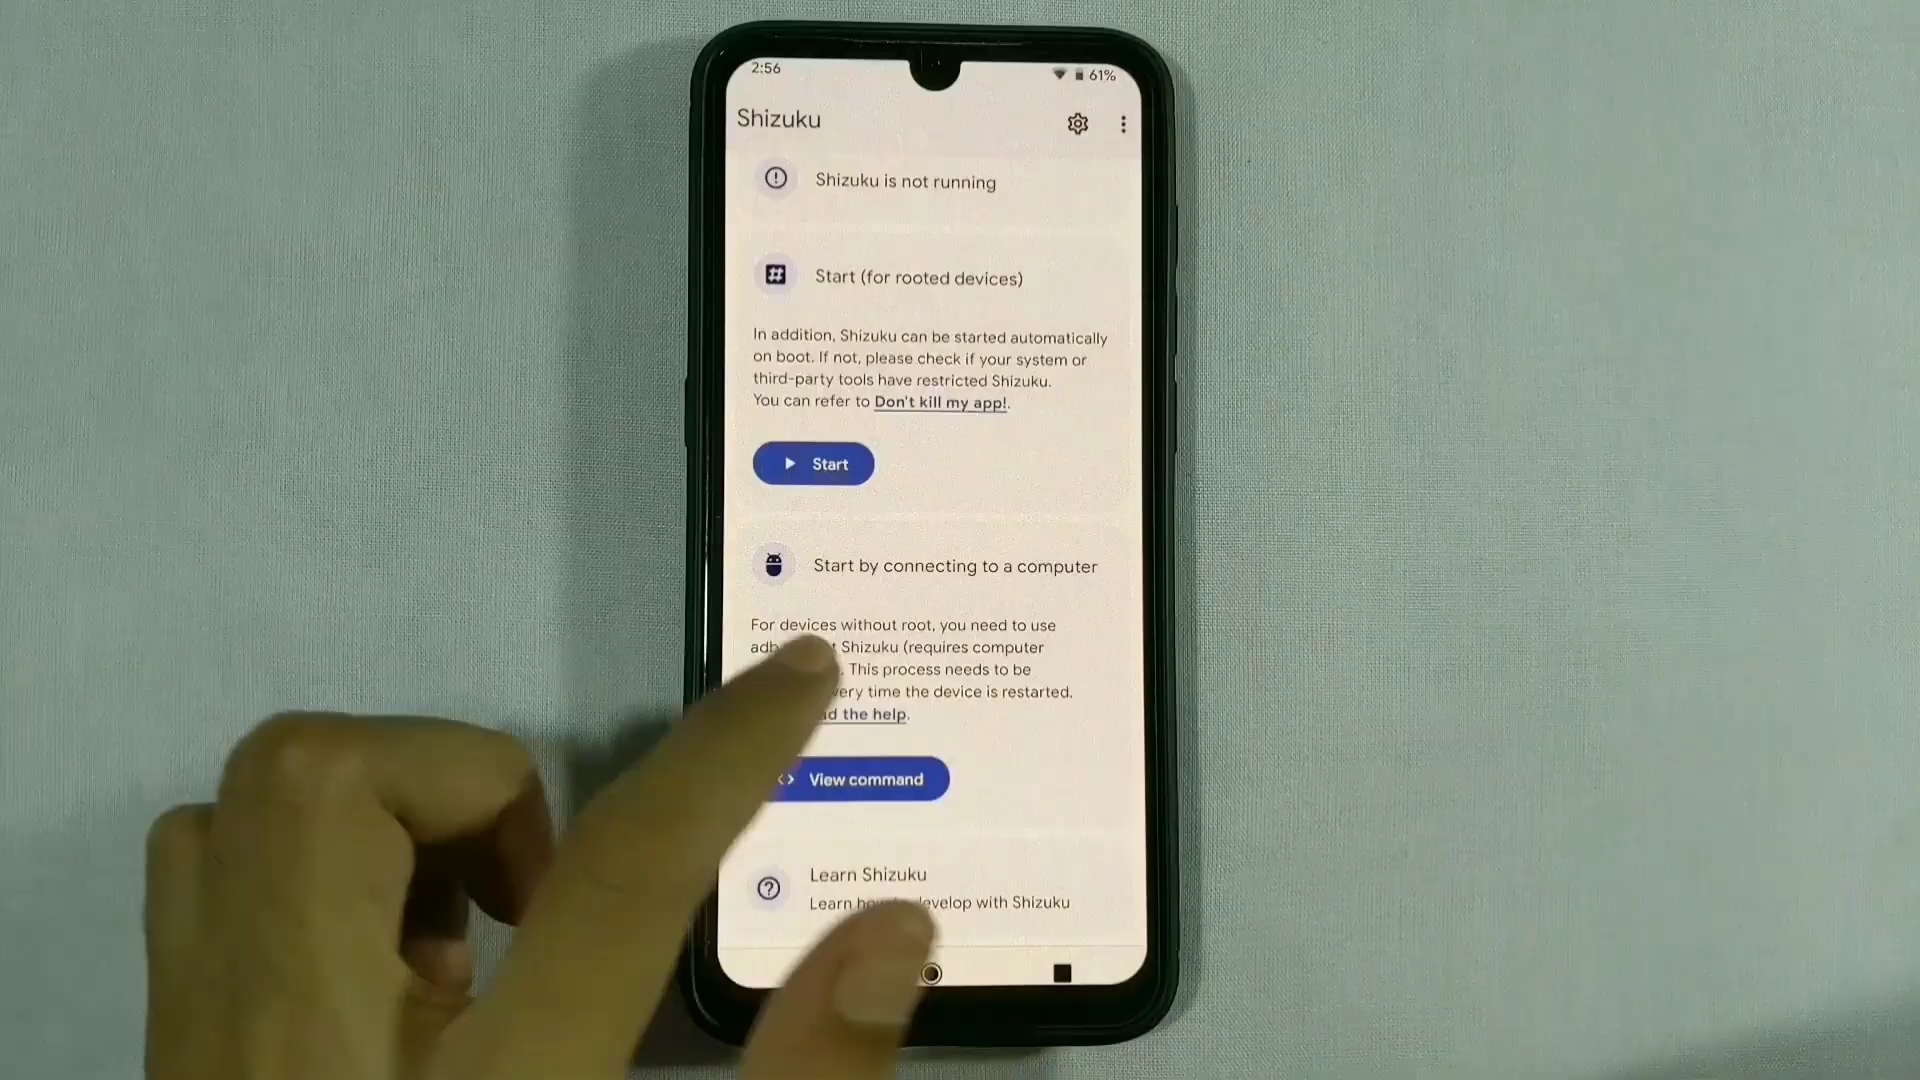 2:56
61%
Shizuku
Shizuku is not running
Start (for rooted devices)
In addition, Shizuku can be started automatically
on boot. If not, please check if your system or
third-party tools have restricted Shizuku.
You can refer to Don't kill my app!.
Start
Start by connecting to a computer
For devices without root, you need to use
adb Shizuku (requires computer
. This process needs to be
very time the device is restarted.
the help.
<> View command
Learn Shizuku
Learn develop with Shizuku